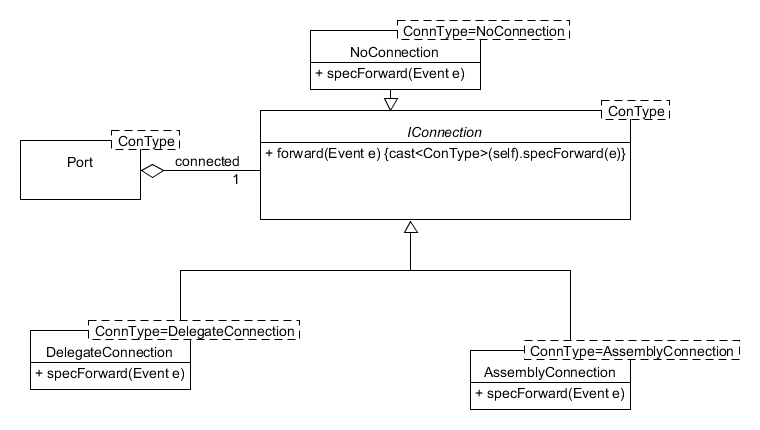 ConnType=NoConnection
NoConnection
+ specForward(Event e)
ConType
IConnection
+ forward(Event e) {cast<ConType>(self).specForward(e)}
ConType
Port
connected
1
ConnType=DelegateConnection
DelegateConnection
+ specForward(Event e)
ConnType=AssemblyConnection
AssemblyConnection
+ specForward(Event e)